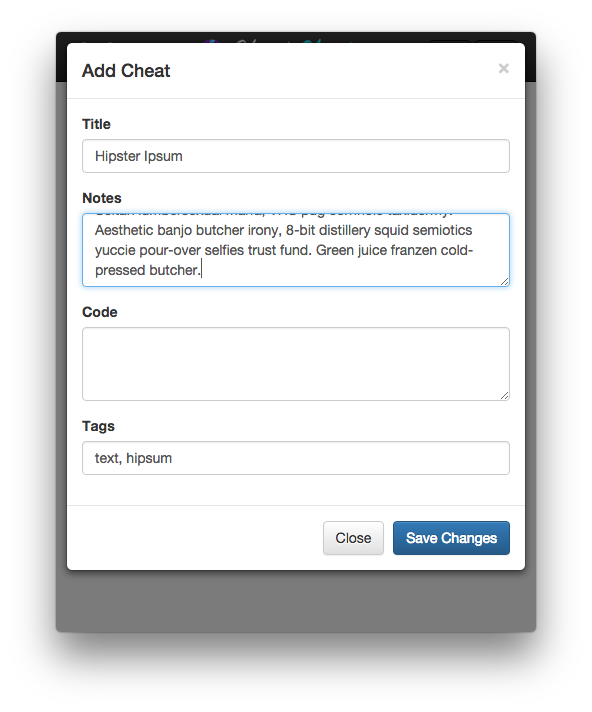 Add Cheat
×
Title
Hipster Ipsum
Notes
Aesthetic banjo butcher irony, 8-bit distillery squid semiotics
yuccie pour-over selfies trust fund. Green juice franzen cold-
pressed butcher.
Code
Tags
text, hipsum
Close
Save Changes